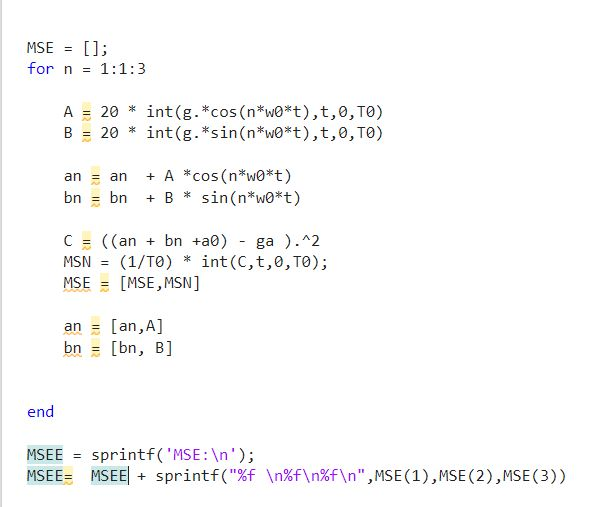 MSE = [];
for n = 1:1:3
A = 20 * int(g.*cos(n*w0*t),t,0,T0)
B = 20 * int(g.*sin(n*w0*t),t,0,T0)
an = an + A *cos(n*w0*t)
bn = bn + B * sin(n*w0*t)
C = ((an + bn +a0) - ga ).^2
MSN = (1/T0) * int(C,t,0,T0);
MSE = [MSE,MSN]
an = [an,A]
bn = [bn, B]
end
MSEE = sprintf('MSE:\n');
MSEE= MSEE + sprintf("%f \n%f\n%f\n",MSE(1),MSE(2),MSE(3))